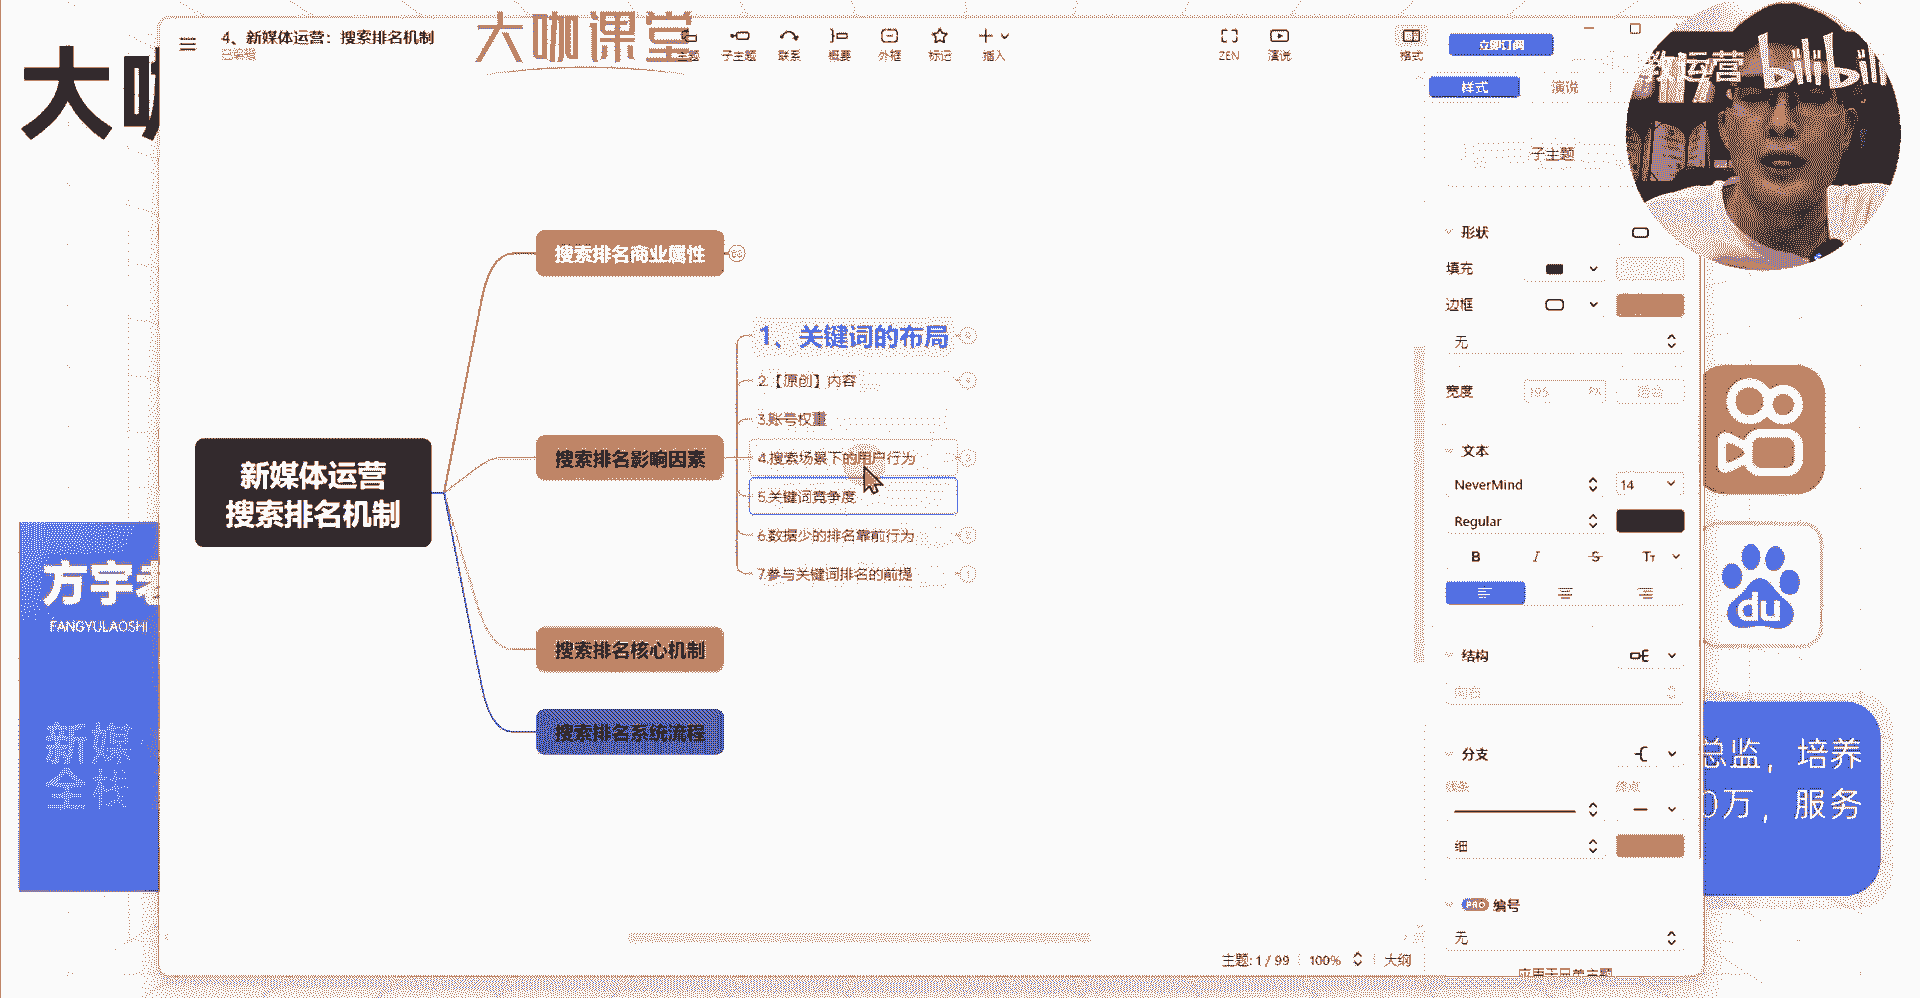 大咖课堂
4、新媒体运营：搜索排名机制
已编辑
主题
子主题
联系
概要
外框
标记
插入
ZEN
演说
格式
立即订阅
教运营 bilibili
大
样式
演说
子主题
搜索排名商业属性
形状
填充
边框
无
1、关键词的布局
2.【原创】内容
3.账号权重
4.搜索场景下的用户行为
5.关键词竞争度
6.数据少的排名靠前行为
7.参与关键词排名的前提
宽度
195
PX
新媒体运营
搜索排名机制
搜索排名影响因素
文本
NeverMind
14
Regular
B
I
S
Tт
方宇老
FANGYULAOSHI
du
搜索排名核心机制
结构
向右
搜索排名系统流程
新媒
全栈
分支
总监，培养
0万，服务
细
PRO 编号
无
主题: 1 / 99
100%
大纲
应用于兄弟主题